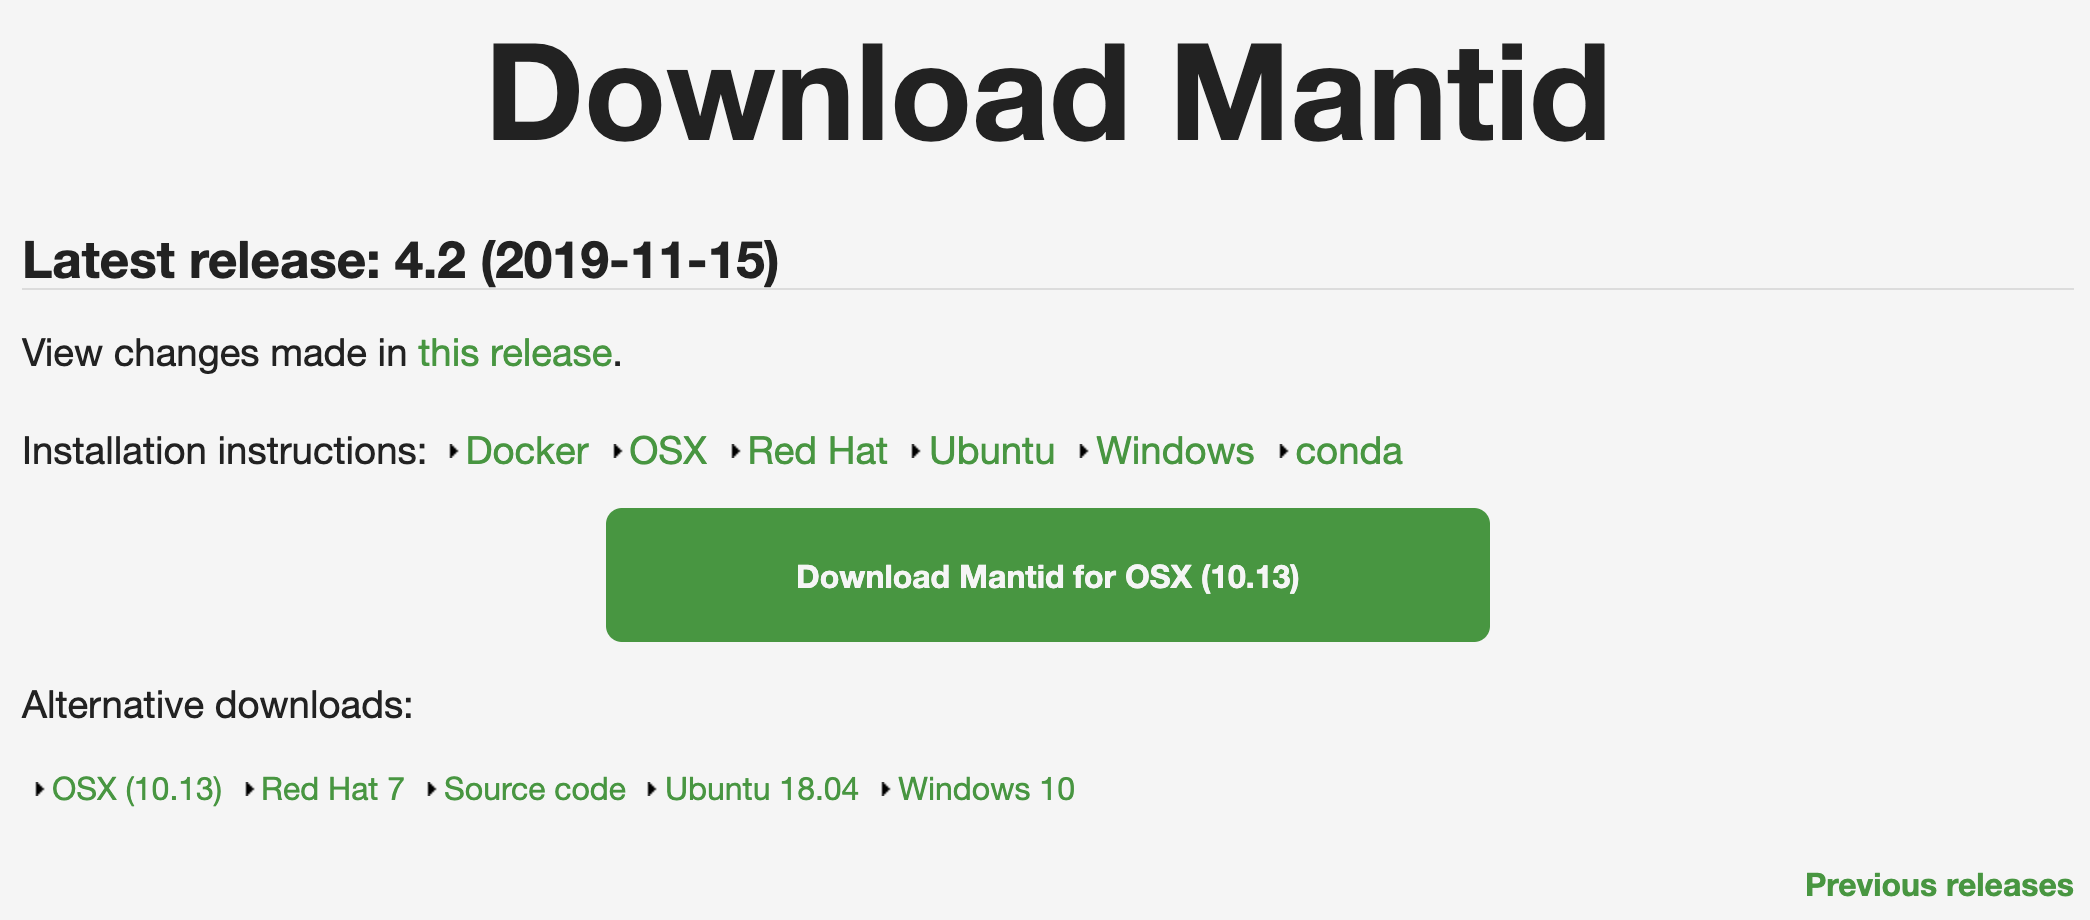 Download Mantid
Latest release: 4.2 (2019-11-15)
View changes made in this release.
Installation instructions: Docker OSX Red Hat Ubuntu Windows conda
Download Mantid for OSX (10.13)
Alternative downloads:
OSX (10.13) Red Hat 7 Source code Ubuntu 18.04 Windows 10
Previous releases